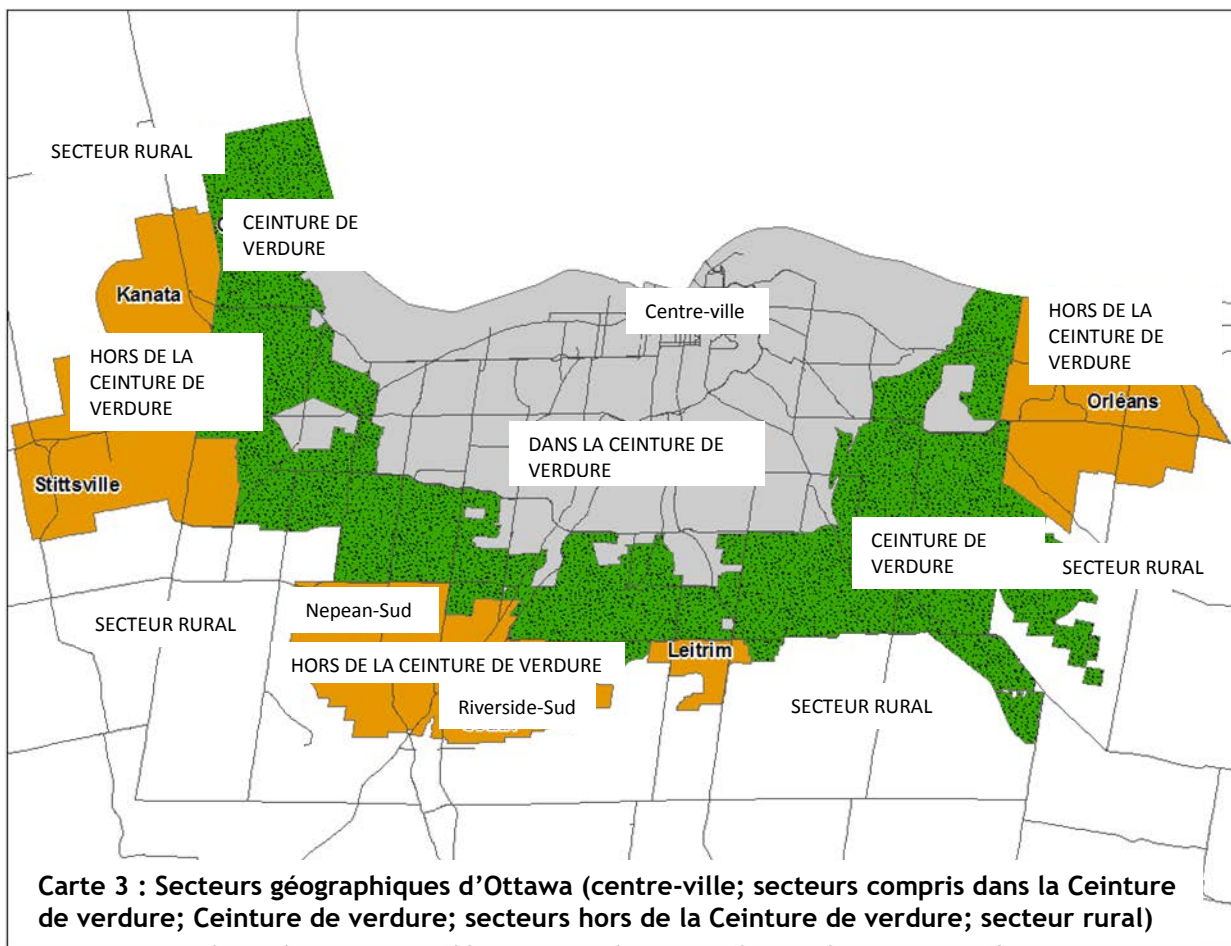 SECTEUR RURAL
CEINTURE DE
VERDURE
Kanata
Centre-ville
HORS DE LA
CEINTURE DE
VERDURE
HORS DE LA
CEINTURE DE
VERDURE
Orléans
DANS LA CEINTURE DE
VERDURE
Stittsville
CEINTURE DE
VERDURE
SECTEUR RURAL
Nepean-Sud
SECTEUR RURAL
HORS DE LA CEINTURE DE VERDURE
Leitrim
Riverside-Sud
SECTEUR RURAL
Carte 3 : Secteurs géographiques d’Ottawa (centre-ville; secteurs compris dans la Ceinture
de verdure; Ceinture de verdure; secteurs hors de la Ceinture de verdure; secteur rural)